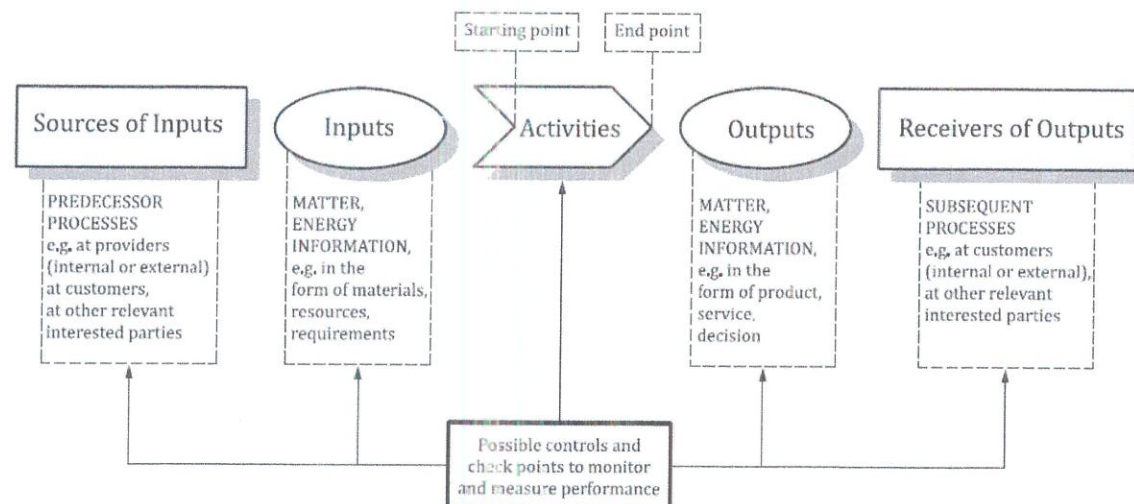 Starting point
End point
Sources of Inputs
Inputs
Activities
Outputs
Receivers of Outputs
PREDECESSOR
PROCESSES
e.g. at providers
(internal or external)
at customers,
at other relevant
interested parties
MATTER,
ENERGY
INFORMATION,
e.g. in the
form of materials,
resources,
requirements
MATTER,
ENERGY
INFORMATION,
e.g. in the
form of product,
service,
decision
SUBSEQUENT
PROCESSES
e.g. at customers
(internal or external),
at other relevant
interested parties
Possible controls and
check points to monitor
and measure performance